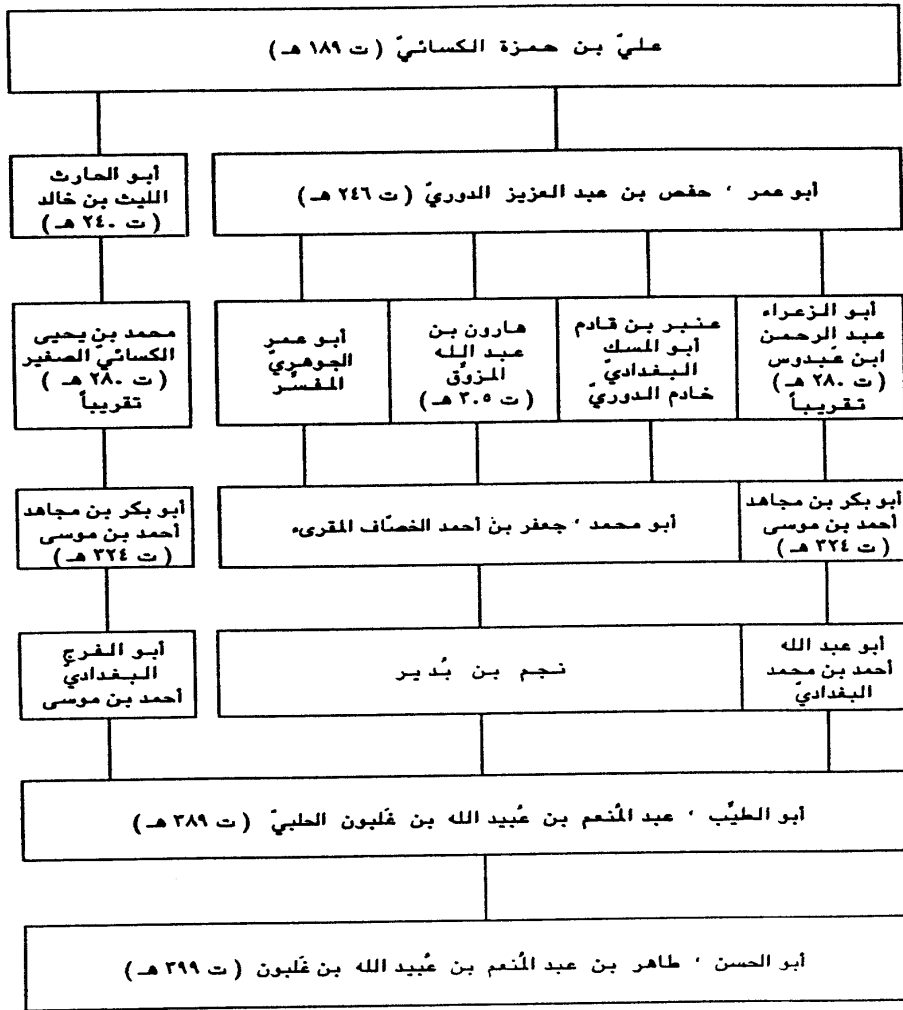 عليّ بن حمزة الكسائيّ ( ت ١٨٩ هـ )
أبو عمر ، حفص بن عبد العزيز الدوريّ ( ت ٢٤٦ هـ )
أبو الحارث
الليث بن خالد
( ت ٢٤٠ هـ )
أبو الزعراء
عبد الرحمن
ابن عَبدوس
( ت ٢٨٠ هـ )
تقريباً
عنبر بن قادم
أبو المسك
البغداديّ
خادم الدوريّ
هارون بن
عبد الله
المزوِّق
( ت ٣٠٥ هـ )
أبو عمر
الجوهريّ
المفسِّر
محمد بن يحيى
الكسائيّ الصغير
( ت ٢٨٠ هـ )
تقريباً
أبو بكر بن مجاهد
أحمد بن موسى
( ت ٣٢٤ هـ )
أبو محمد ، جعفر بن أحمد الخصّاف المقرىء
أبو بكر بن مجاهد
أحمد بن موسى
( ت ٣٢٤ هـ )
أبو عبد الله
أحمد بن محمد
البغداديّ
نجم بن بُدير
أبو الفرج
البغداديّ
أحمد بن موسى
أبو الطيِّب ، عبد المُنعم بن عُبيد الله بن غَلبون الحلبيّ ( ت ٣٨٩ هـ )
أبو الحسن ، طاهر بن عبد المُنعم بن عُبيد الله بن غَلبون ( ت ٣٩٩ هـ )